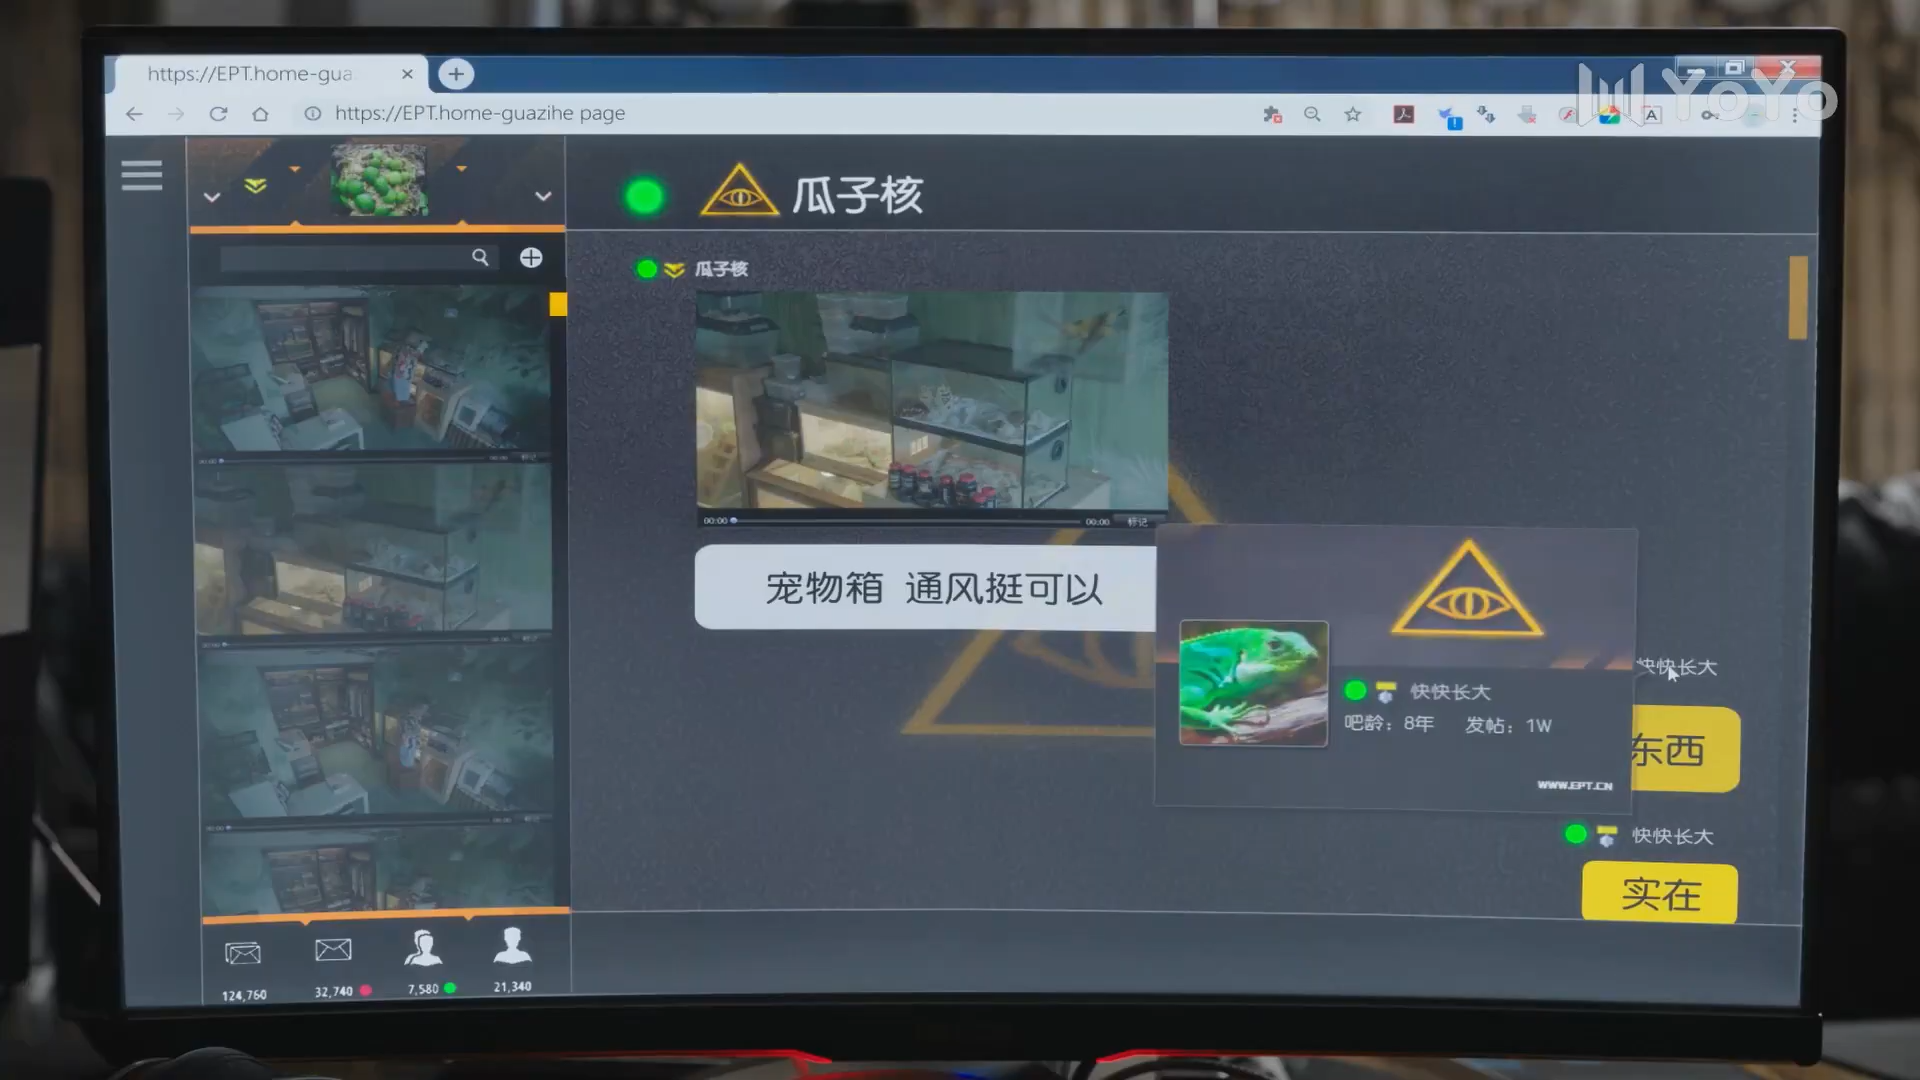 https://EPT.home-gua
YOYO
https://EPT.home-guazihe page
瓜子核
瓜子核
00:00
00:00 标记
宠物箱 通风挺可以
快快长大
快快长大
吧龄：8年 发帖：1W
东西
WWW.EPT.CN
快快长大
实在
124,760
32,740
7,580
21,340